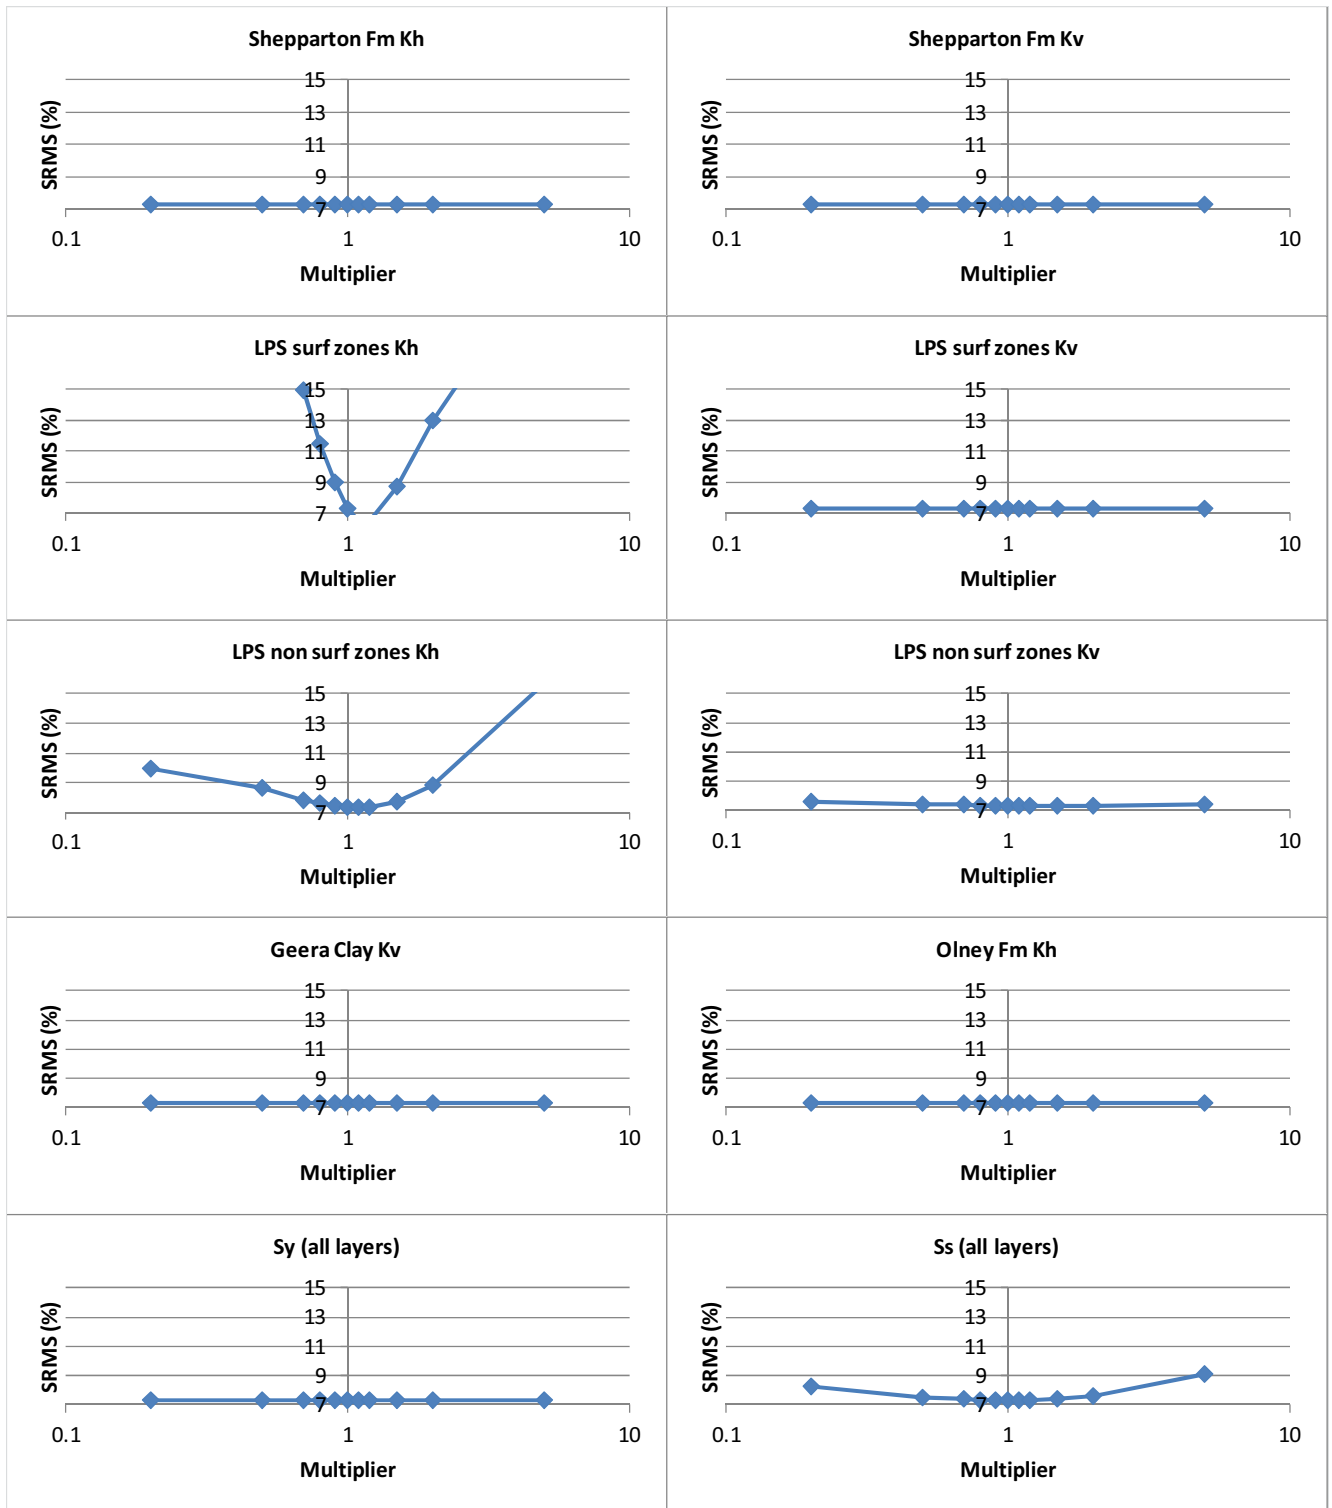 Shepparton Fm Kh
15
13
11
9
7
SRMS (%)
0.1 1 10
Multiplier
Shepparton Fm Kv
15
13
11
9
7
SRMS (%)
0.1 1 10
Multiplier
LPS surf zones Kh
15
13
11
9
7
SRMS (%)
0.1 1 10
Multiplier
LPS surf zones Kv
15
13
11
9
7
SRMS (%)
0.1 1 10
Multiplier
LPS non surf zones Kh
15
13
11
9
7
SRMS (%)
0.1 1 10
Multiplier
LPS non surf zones Kv
15
13
11
9
7
SRMS (%)
0.1 1 10
Multiplier
Geera Clay Kv
15
13
11
9
7
SRMS (%)
0.1 1 10
Multiplier
Olney Fm Kh
15
13
11
9
7
SRMS (%)
0.1 1 10
Multiplier
Sy (all layers)
15
13
11
9
7
SRMS (%)
0.1 1 10
Multiplier
Ss (all layers)
15
13
11
9
7
SRMS (%)
0.1 1 10
Multiplier